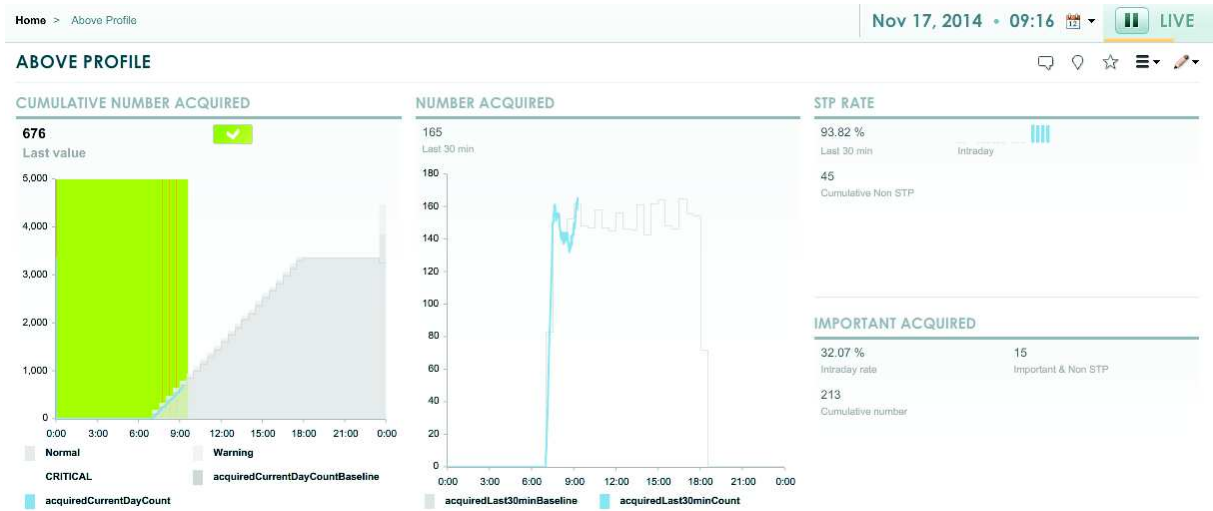 Home > Above Profile
Nov 17, 2014 • 09:16 12 LIVE
ABOVE PROFILE
CUMULATIVE NUMBER ACQUIRED
676
Last value
5,000
4,000
3,000
2,000
1,000
0
0:00 3:00 6:00 9:00 12:00 15:00 18:00 21:00 0:00
Normal Warning
CRITICAL acquiredCurrentDayCountBaseline
acquiredCurrentDayCount
NUMBER ACQUIRED
165
Last 30 min
180
160
140
120
100
80
60
40
20
0
0:00 3:00 6:00 9:00 12:00 15:00 18:00 21:00 0:00
acquiredLast30minBaseline acquiredLast30minCount
STP RATE
93.82 %
Last 30 min Intraday
45
Cumulative Non STP
IMPORTANT ACQUIRED
32.07 % 15
Intraday rate Important & Non STP
213
Cumulative number